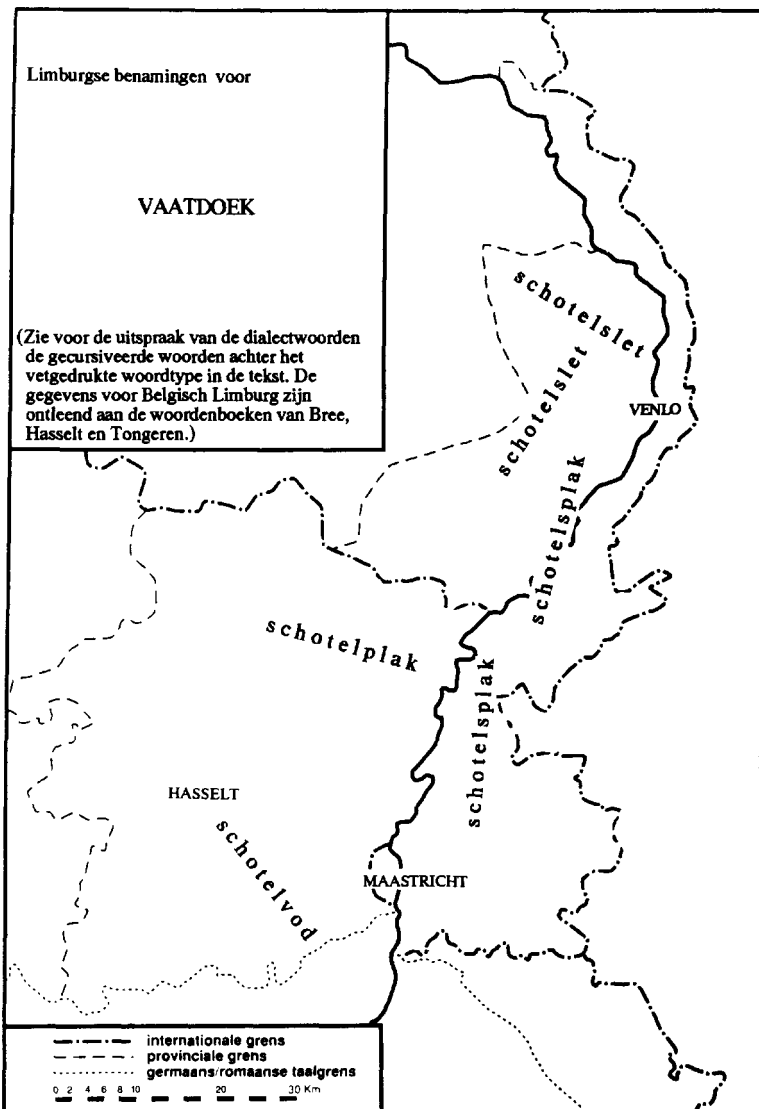 Limburgse benamingen voor
VAATDOEK
(Zie voor de uitspraak van de dialectwoorden
de gecursiveerde woorden achter het
vetgedrukte woordtype in de tekst. De
gegevens voor Belgisch Limburg zijn
ontleend aan de woordenboeken van Bree,
Hasselt en Tongeren.)
schotelslet
schotelslet
VENLO
schotelsplak
schotelplak
schotelsplak
HASSELT
schotelvod
MAASTRICHT
internationale grens
provinciale grens
germaans/romaanse taalgrens
0 2 4 6 8 10 20 30 Km